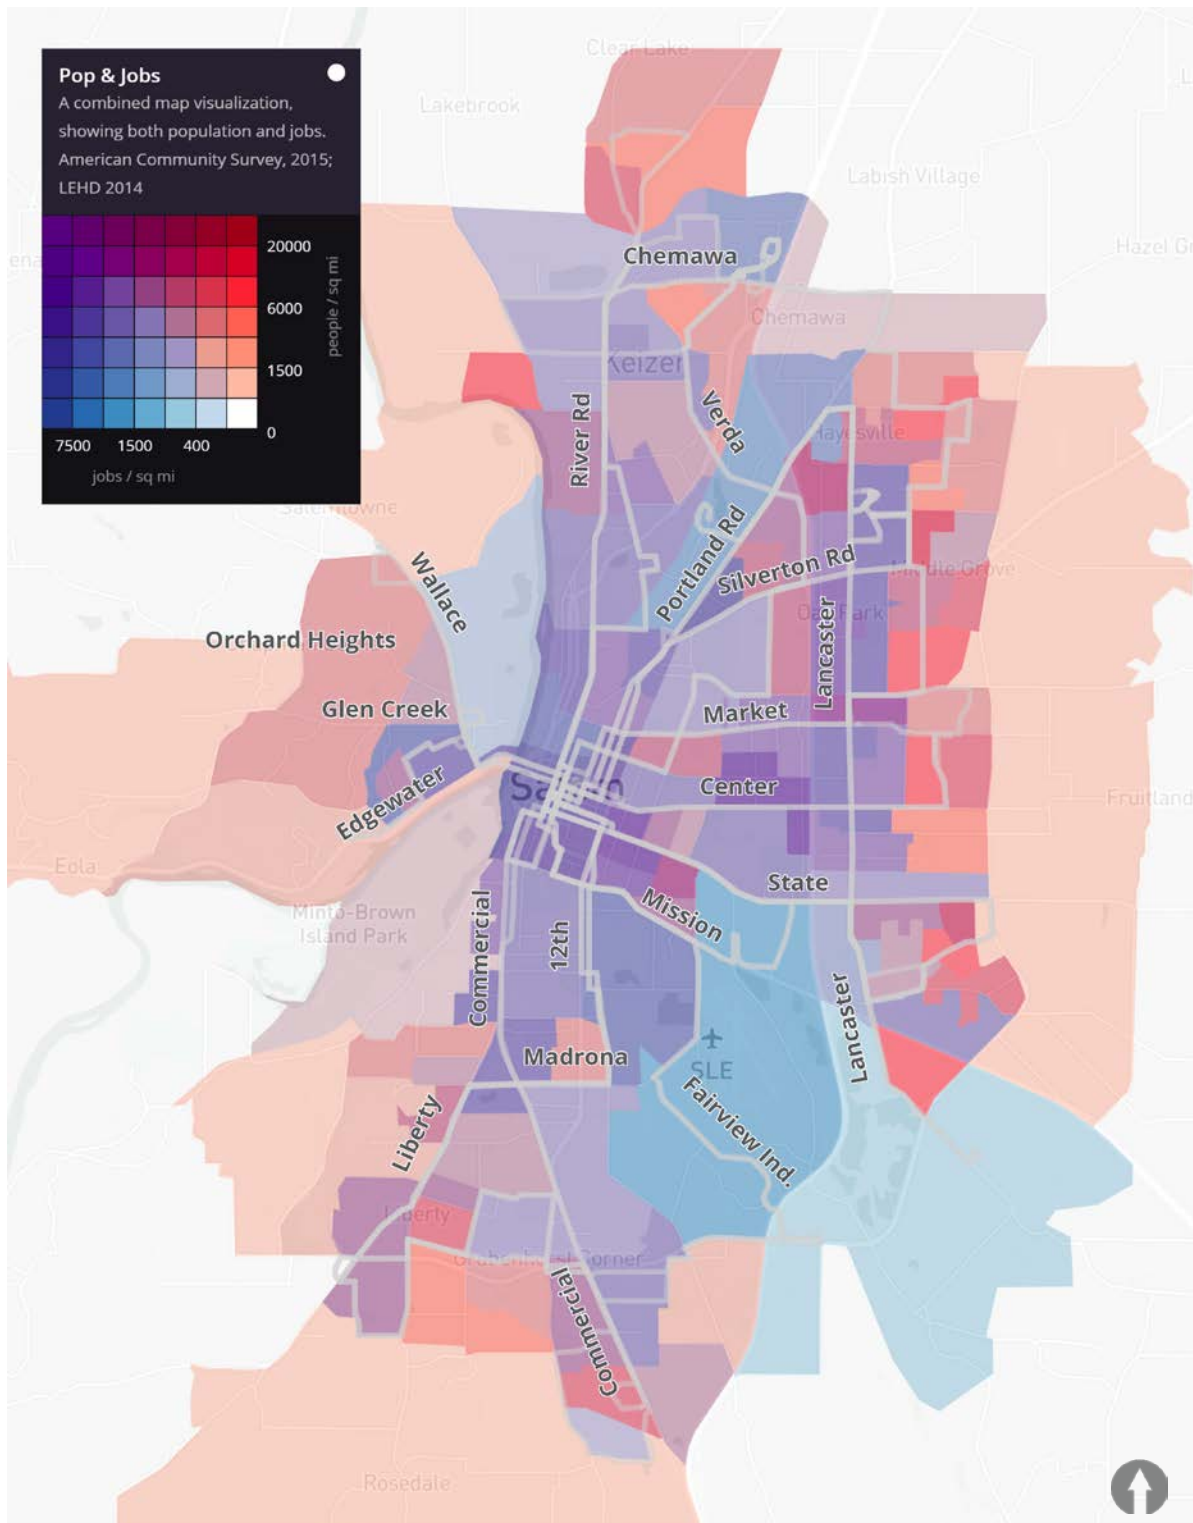 Pop & Jobs
A combined map visualization,
showing both population and jobs.
American Community Survey, 2015;
LEHD 2014
20000
6000
1500
0
people / sq mi
7500
1500
400
jobs / sq mi
Clear Lake
Lakebrook
Labish Village
Chemawa
Chemawa
Keizer
River Rd
Verda
Hayesville
Wallace
Portland Rd
Silverton Rd
Middle Grove
Orchard Heights
Lancaster
Glen Creek
Market
Salem
Center
Edgewater
Fruitland
Eola
State
Minto-Brown
Island Park
Commercial
12th
Mission
Lancaster
Madrona
SLE
Fairview Ind.
Liberty
Liberty
Commercial
Rosedale